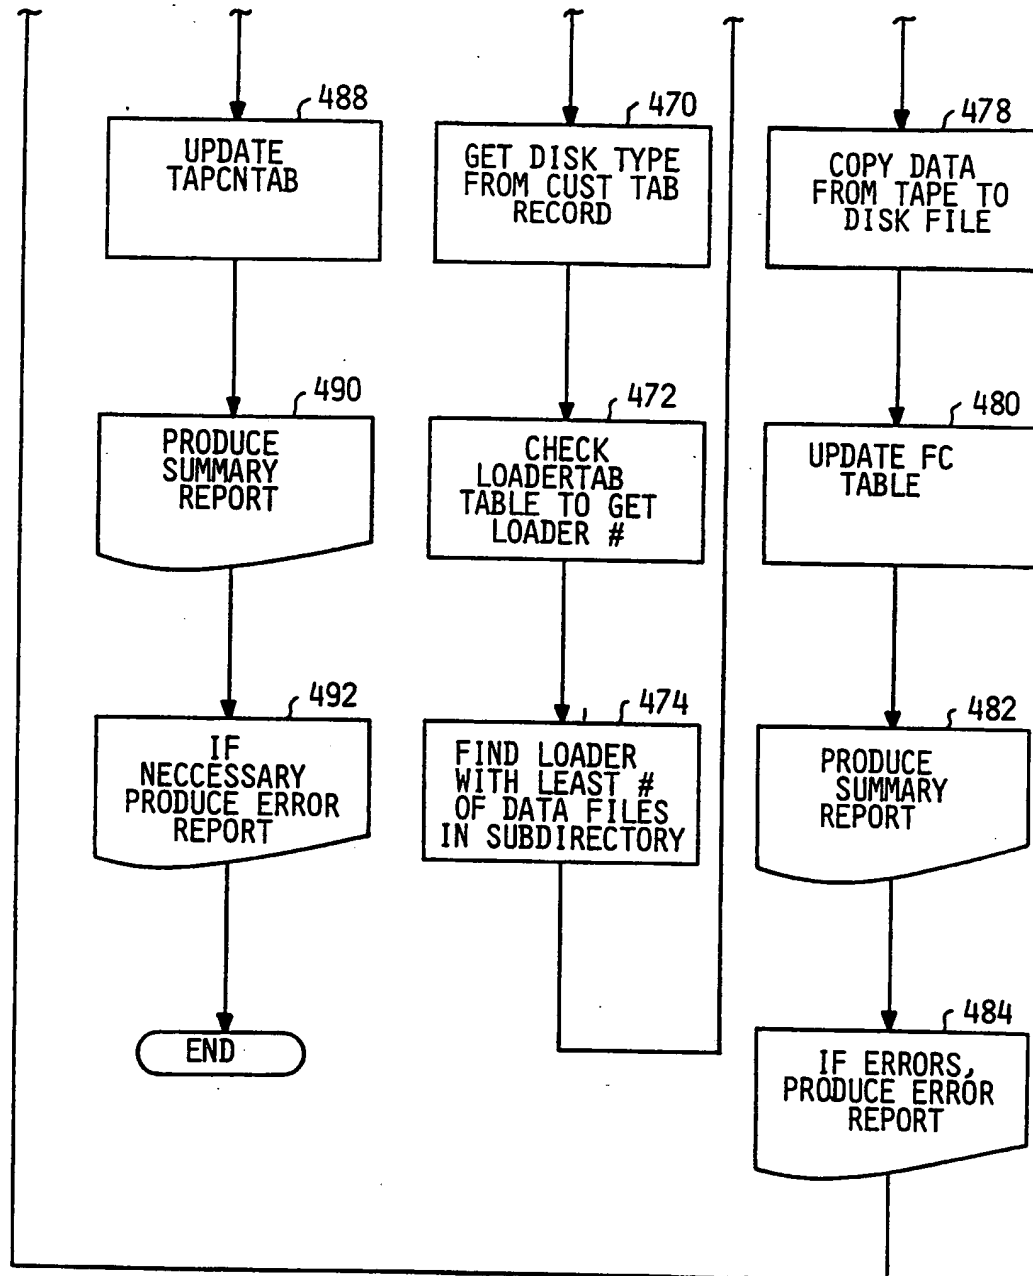 488
UPDATE
TAPCNTAB
490
PRODUCE
SUMMARY
REPORT
492
IF
NECCESSARY
PRODUCE ERROR
REPORT
END
470
GET DISK TYPE
FROM CUST TAB
RECORD
472
CHECK
LOADERTAB
TABLE TO GET
LOADER #
474
FIND LOADER
WITH LEAST #
OF DATA FILES
IN SUBDIRECTORY
478
COPY DATA
FROM TAPE TO
DISK FILE
480
UPDATE FC
TABLE
482
PRODUCE
SUMMARY
REPORT
484
IF ERRORS,
PRODUCE ERROR
REPORT